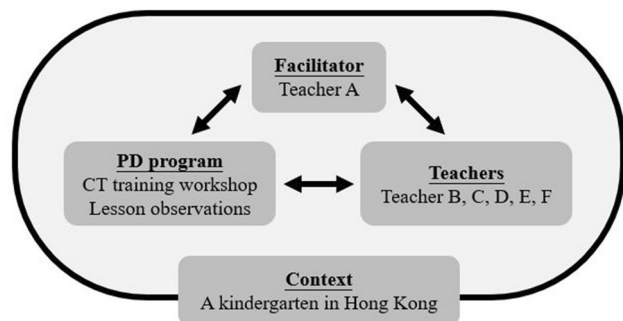 Facilitator
Teacher A
PD program
CT training workshop
Lesson observations
Teachers
Teacher B, C, D, E, F
Context
A kindergarten in Hong Kong